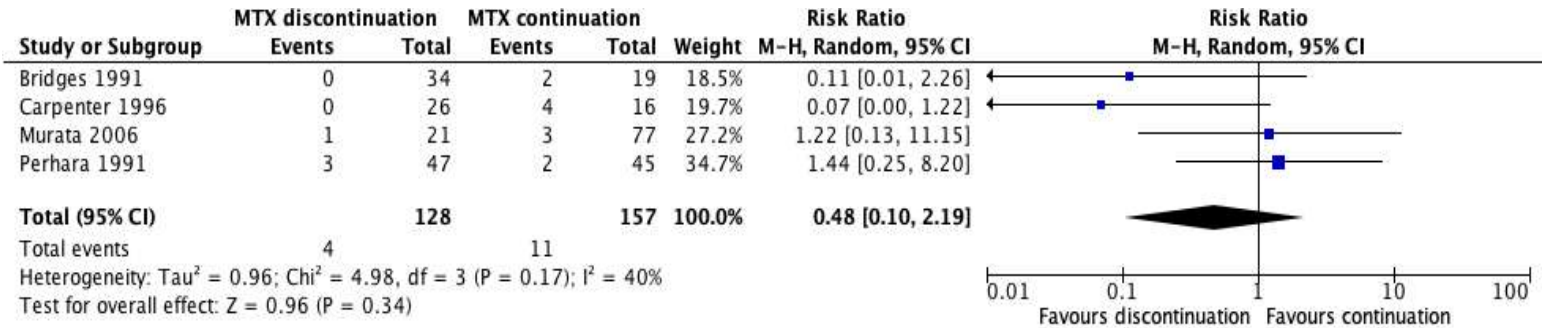 MTX discontinuation MTX continuation Risk Ratio Risk Ratio
Study or Subgroup Events Total Events Total Weight M-H, Random, 95% CI M-H, Random, 95% CI
Bridges 1991 0 34 2 19 18.5% 0.11 [0.01, 2.26]
Carpenter 1996 0 26 4 16 19.7% 0.07 [0.00, 1.22]
Murata 2006 1 21 3 77 27.2% 1.22 [0.13, 11.15]
Perhara 1991 3 47 2 45 34.7% 1.44 [0.25, 8.20]
Total (95% CI) 128 157 100.0% 0.48 [0.10, 2.19]
Total events 4 11
Heterogeneity: Tau² = 0.96; Chi² = 4.98, df = 3 (P = 0.17); I² = 40%
Test for overall effect: Z = 0.96 (P = 0.34)
0.01 0.1 1 10 100
Favours discontinuation Favours continuation